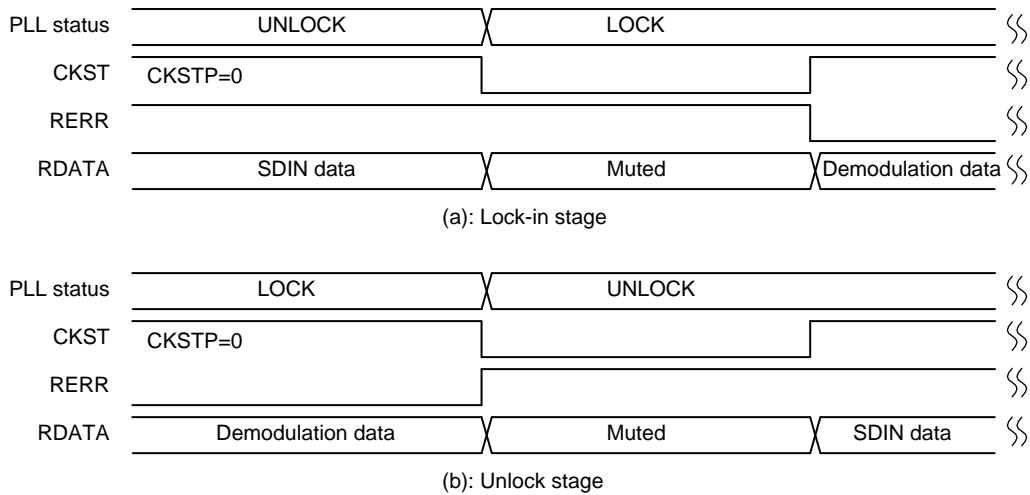 PLL status UNLOCK LOCK
CKST CKSTP=0
RERR
RDATA SDIN data Muted Demodulation data
(a): Lock-in stage
PLL status LOCK UNLOCK
CKST CKSTP=0
RERR
RDATA Demodulation data Muted SDIN data
(b): Unlock stage